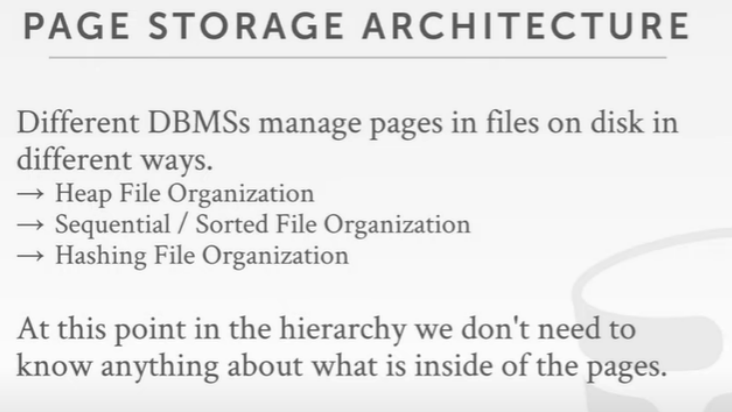 PAGE STORAGE ARCHITECTURE
Different DBMSs manage pages in files on disk in
different ways.
→ Heap File Organization
→ Sequential / Sorted File Organization
→ Hashing File Organization
At this point in the hierarchy we don't need to
know anything about what is inside of the pages.